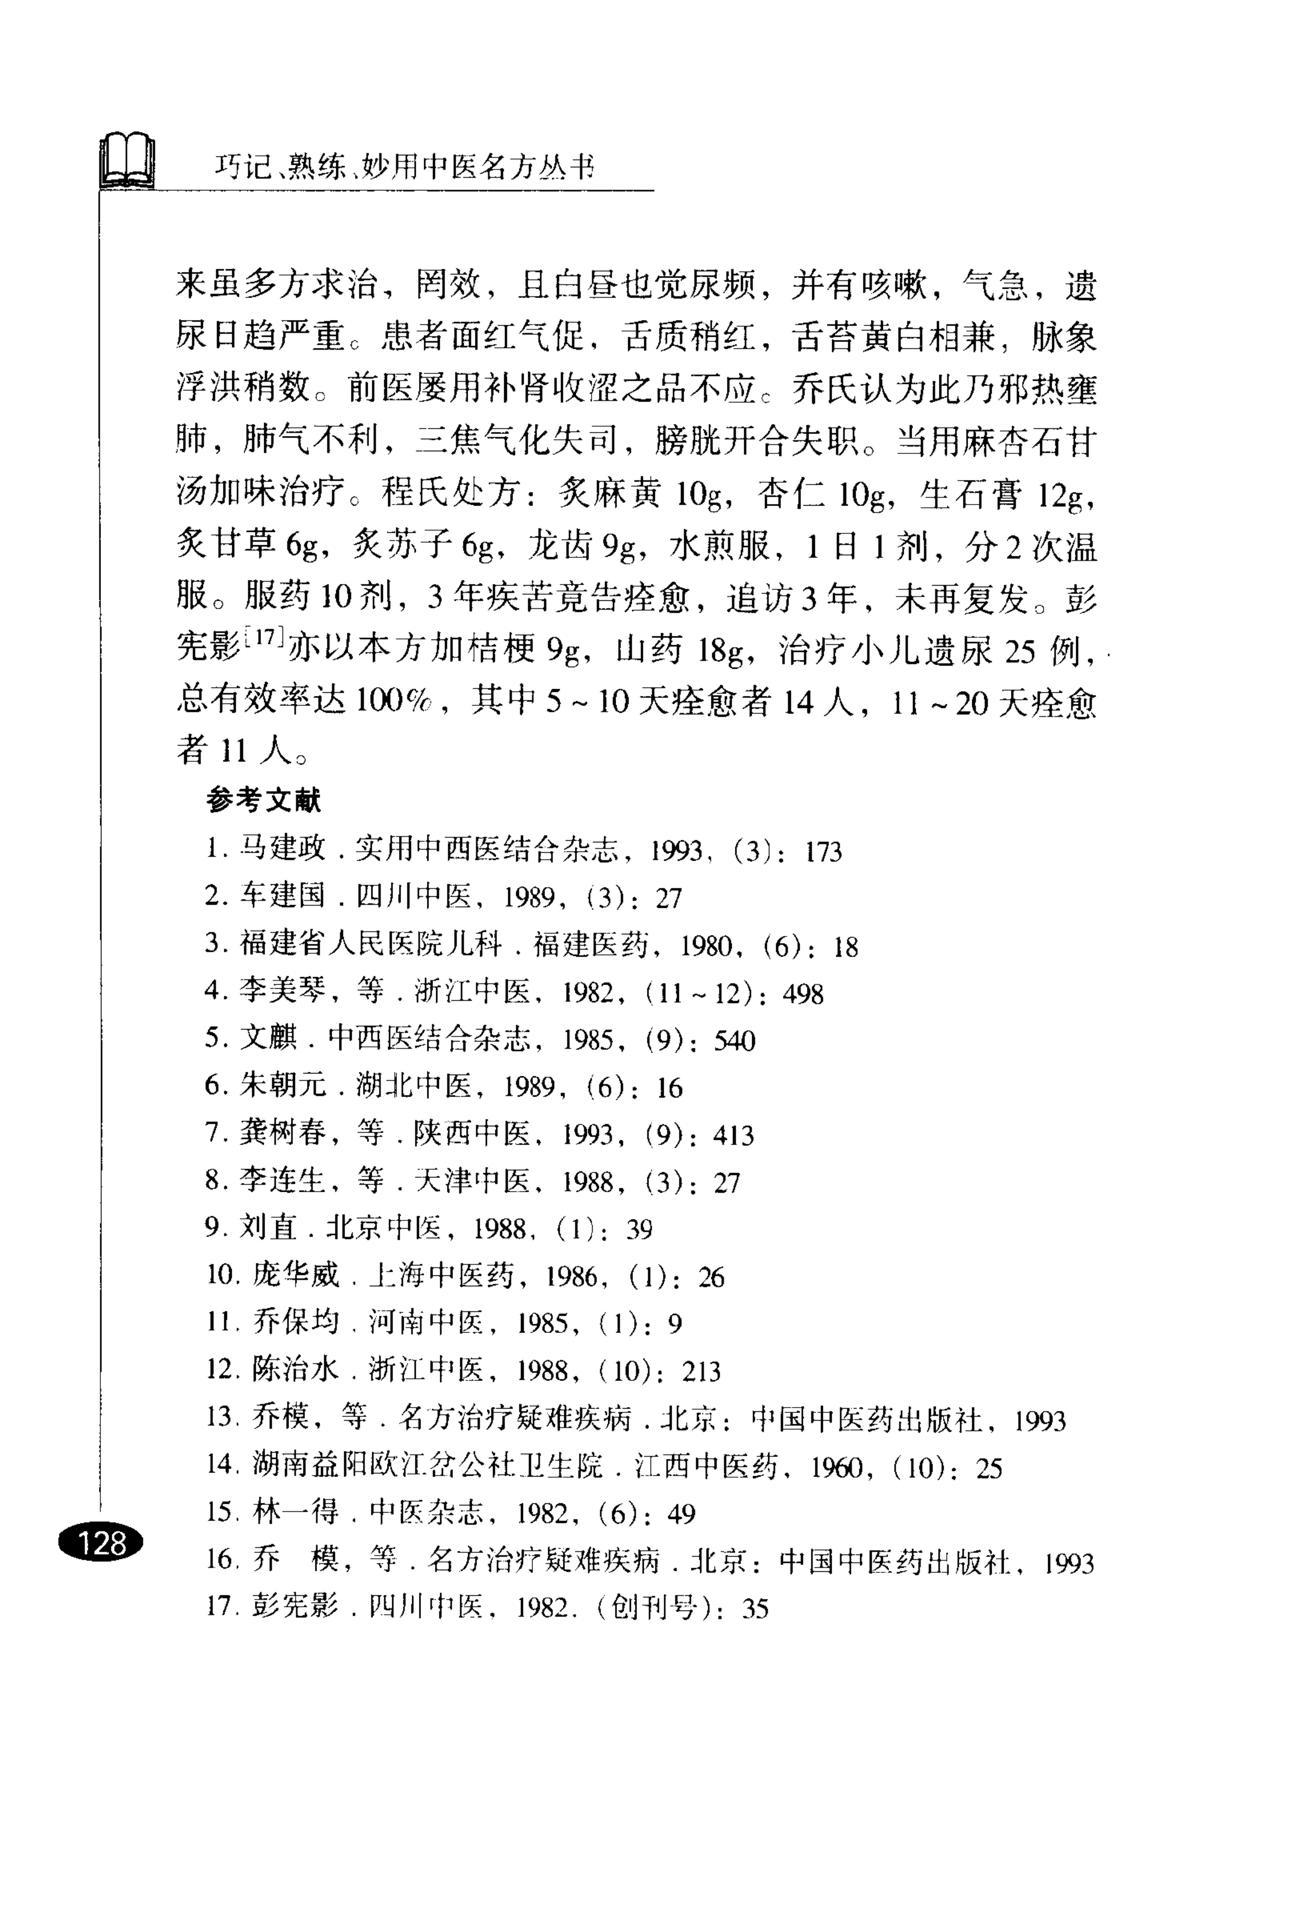 巧记、熟练、妙用中医名方丛书
来虽多方求治，罔效，且白昼也觉尿频，并有咳嗽，气急，遗
尿日趋严重。患者面红气促，舌质稍红，舌苔黄白相兼，脉象
浮洪稍数。前医屡用补肾收涩之品不应。乔氏认为此乃邪热壅
肺，肺气不利，三焦气化失司，膀胱开合失职。当用麻杏石甘
汤加味治疗。程氏处方：炙麻黄 10g，杏仁 10g，生石膏 12g，
炙甘草 6g，炙苏子 6g，龙齿 9g，水煎服，1 日 1 剂，分 2 次温
服。服药 10 剂，3 年疾苦竟告痊愈，追访 3 年，未再复发。彭
宪影[17]亦以本方加桔梗 9g，山药 18g，治疗小儿遗尿 25 例，
总有效率达 100%，其中 5～10 天痊愈者 14 人，11～20 天痊愈
者 11 人。
参考文献
1. 马建政．实用中西医结合杂志，1993，(3)：173
2. 车建国．四川中医，1989，(3)：27
3. 福建省人民医院儿科．福建医药，1980，(6)：18
4. 李美琴，等．浙江中医，1982，(11～12)：498
5. 文麒．中西医结合杂志，1985，(9)：540
6. 朱朝元．湖北中医，1989，(6)：16
7. 龚树春，等．陕西中医，1993，(9)：413
8. 李连生，等．天津中医，1988，(3)：27
9. 刘直．北京中医，1988，(1)：39
10. 庞华威．上海中医药，1986，(1)：26
11. 乔保均．河南中医，1985，(1)：9
12. 陈治水．浙江中医，1988，(10)：213
13. 乔模，等．名方治疗疑难疾病．北京：中国中医药出版社，1993
14. 湖南益阳欧江岔公社卫生院．江西中医药，1960，(10)：25
15. 林一得．中医杂志，1982，(6)：49
16. 乔　模，等．名方治疗疑难疾病．北京：中国中医药出版社，1993
17. 彭宪影．四川中医，1982．(创刊号)：35
128